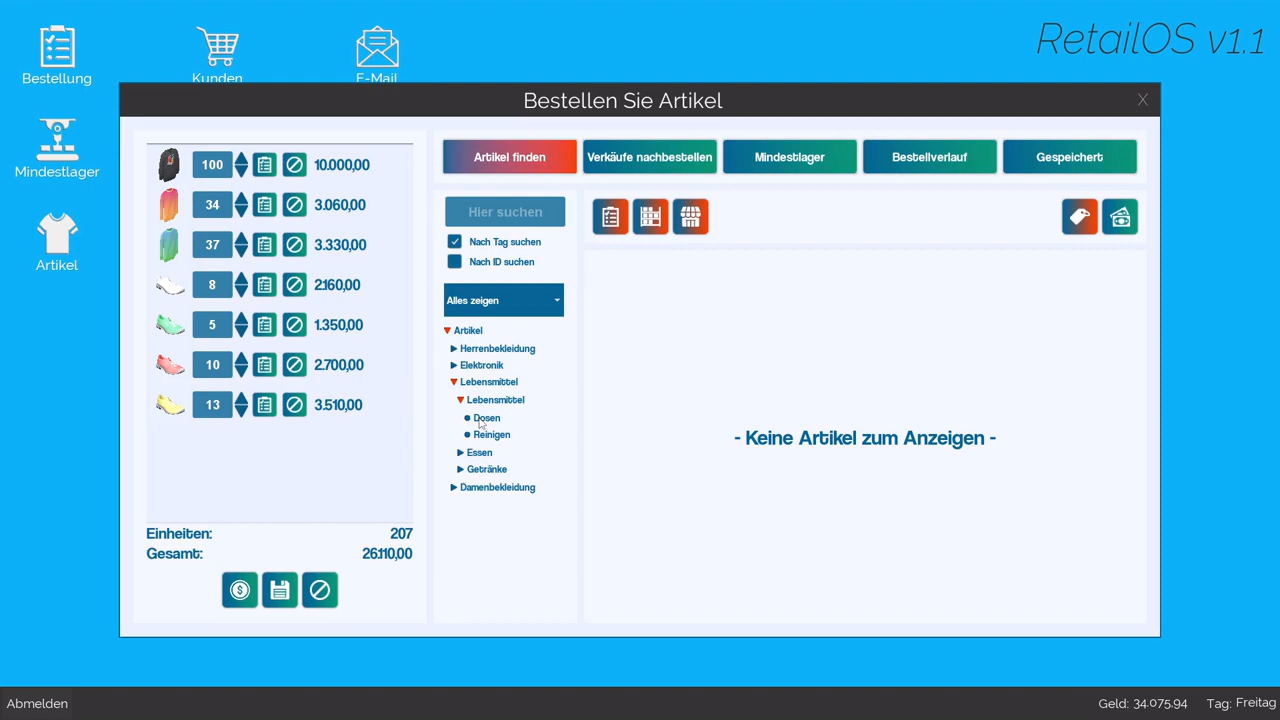 RetailOS v1.1
Bestellung
Kunden
E-Mail
Mindestlager
Artikel
Bestellen Sie Artikel
X
100 10.000,00
34 3.060,00
37 3.330,00
8 2.160,00
5 1.350,00
10 2.700,00
13 3.510,00
Einheiten: 207
Gesamt: 26.110,00
Artikel finden
Verkäufe nachbestellen
Mindestlager
Bestellverlauf
Gespeichert
Hier suchen
Nach Tag suchen
Nach ID suchen
Alles zeigen
Artikel
Herrenbekleidung
Elektronik
Lebensmittel
Lebensmittel
Dosen
Reinigen
Essen
Getränke
Damenbekleidung
- Keine Artikel zum Anzeigen -
Abmelden
Geld: 34.075.94
Tag: Freitag